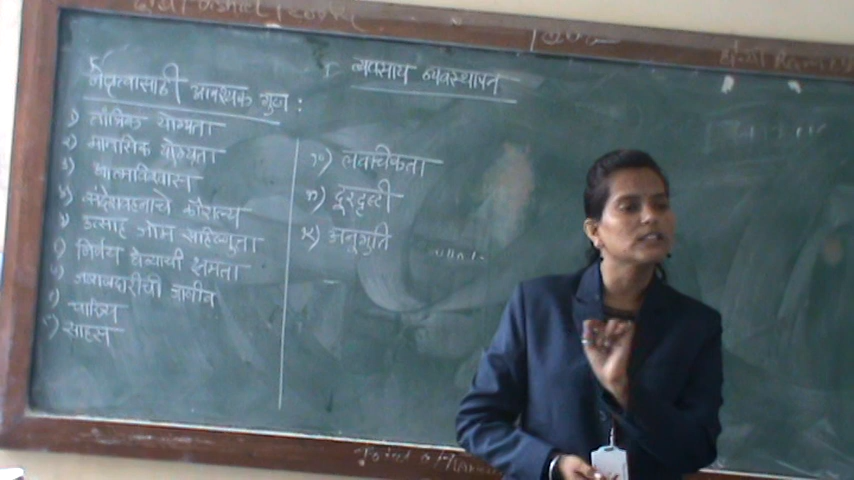 व्यवसाय व्यवस्थापन
नेतृत्वासाठी आवश्यक गुण :
१) तांत्रिक योग्यता
२) मानसिक योग्यता
३) आत्मविश्वास
४) संदेशवहनाचे कौशल्य
५) उत्साह सहिष्णुता
६) निर्णय घेण्याची क्षमता
७) जबाबदारीची जाणीव
८) चारित्र्य
९) साहस
१०) लवचिकता
११) दूरदृष्टी
१२) अनुभुति